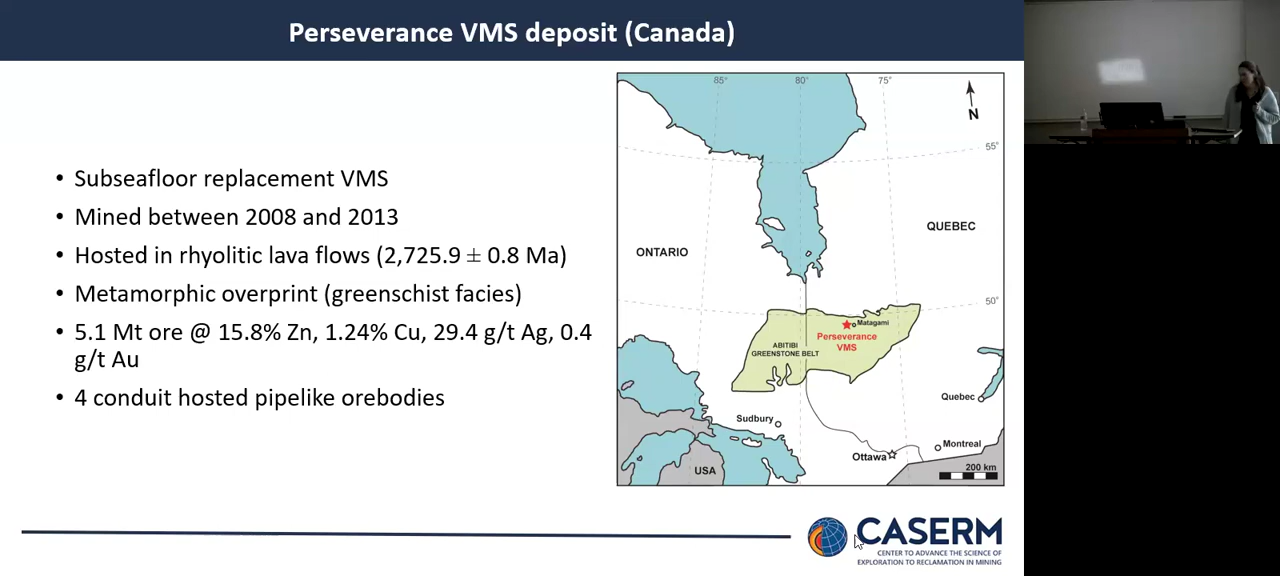 Perseverance VMS deposit (Canada)
• Subseafloor replacement VMS
• Mined between 2008 and 2013
• Hosted in rhyolitic lava flows (2,725.9 ± 0.8 Ma)
• Metamorphic overprint (greenschist facies)
• 5.1 Mt ore @ 15.8% Zn, 1.24% Cu, 29.4 g/t Ag, 0.4
g/t Au
• 4 conduit hosted pipelike orebodies
85°
80°
75°
N
55°
QUEBEC
ONTARIO
50°
Matagami
Perseverance
VMS
ABITIBI
GREENSTONE BELT
Quebec
Sudbury
Montreal
Ottawa
USA
200 km
CASERM
CENTER TO ADVANCE THE SCIENCE OF
EXPLORATION TO RECLAMATION IN MINING